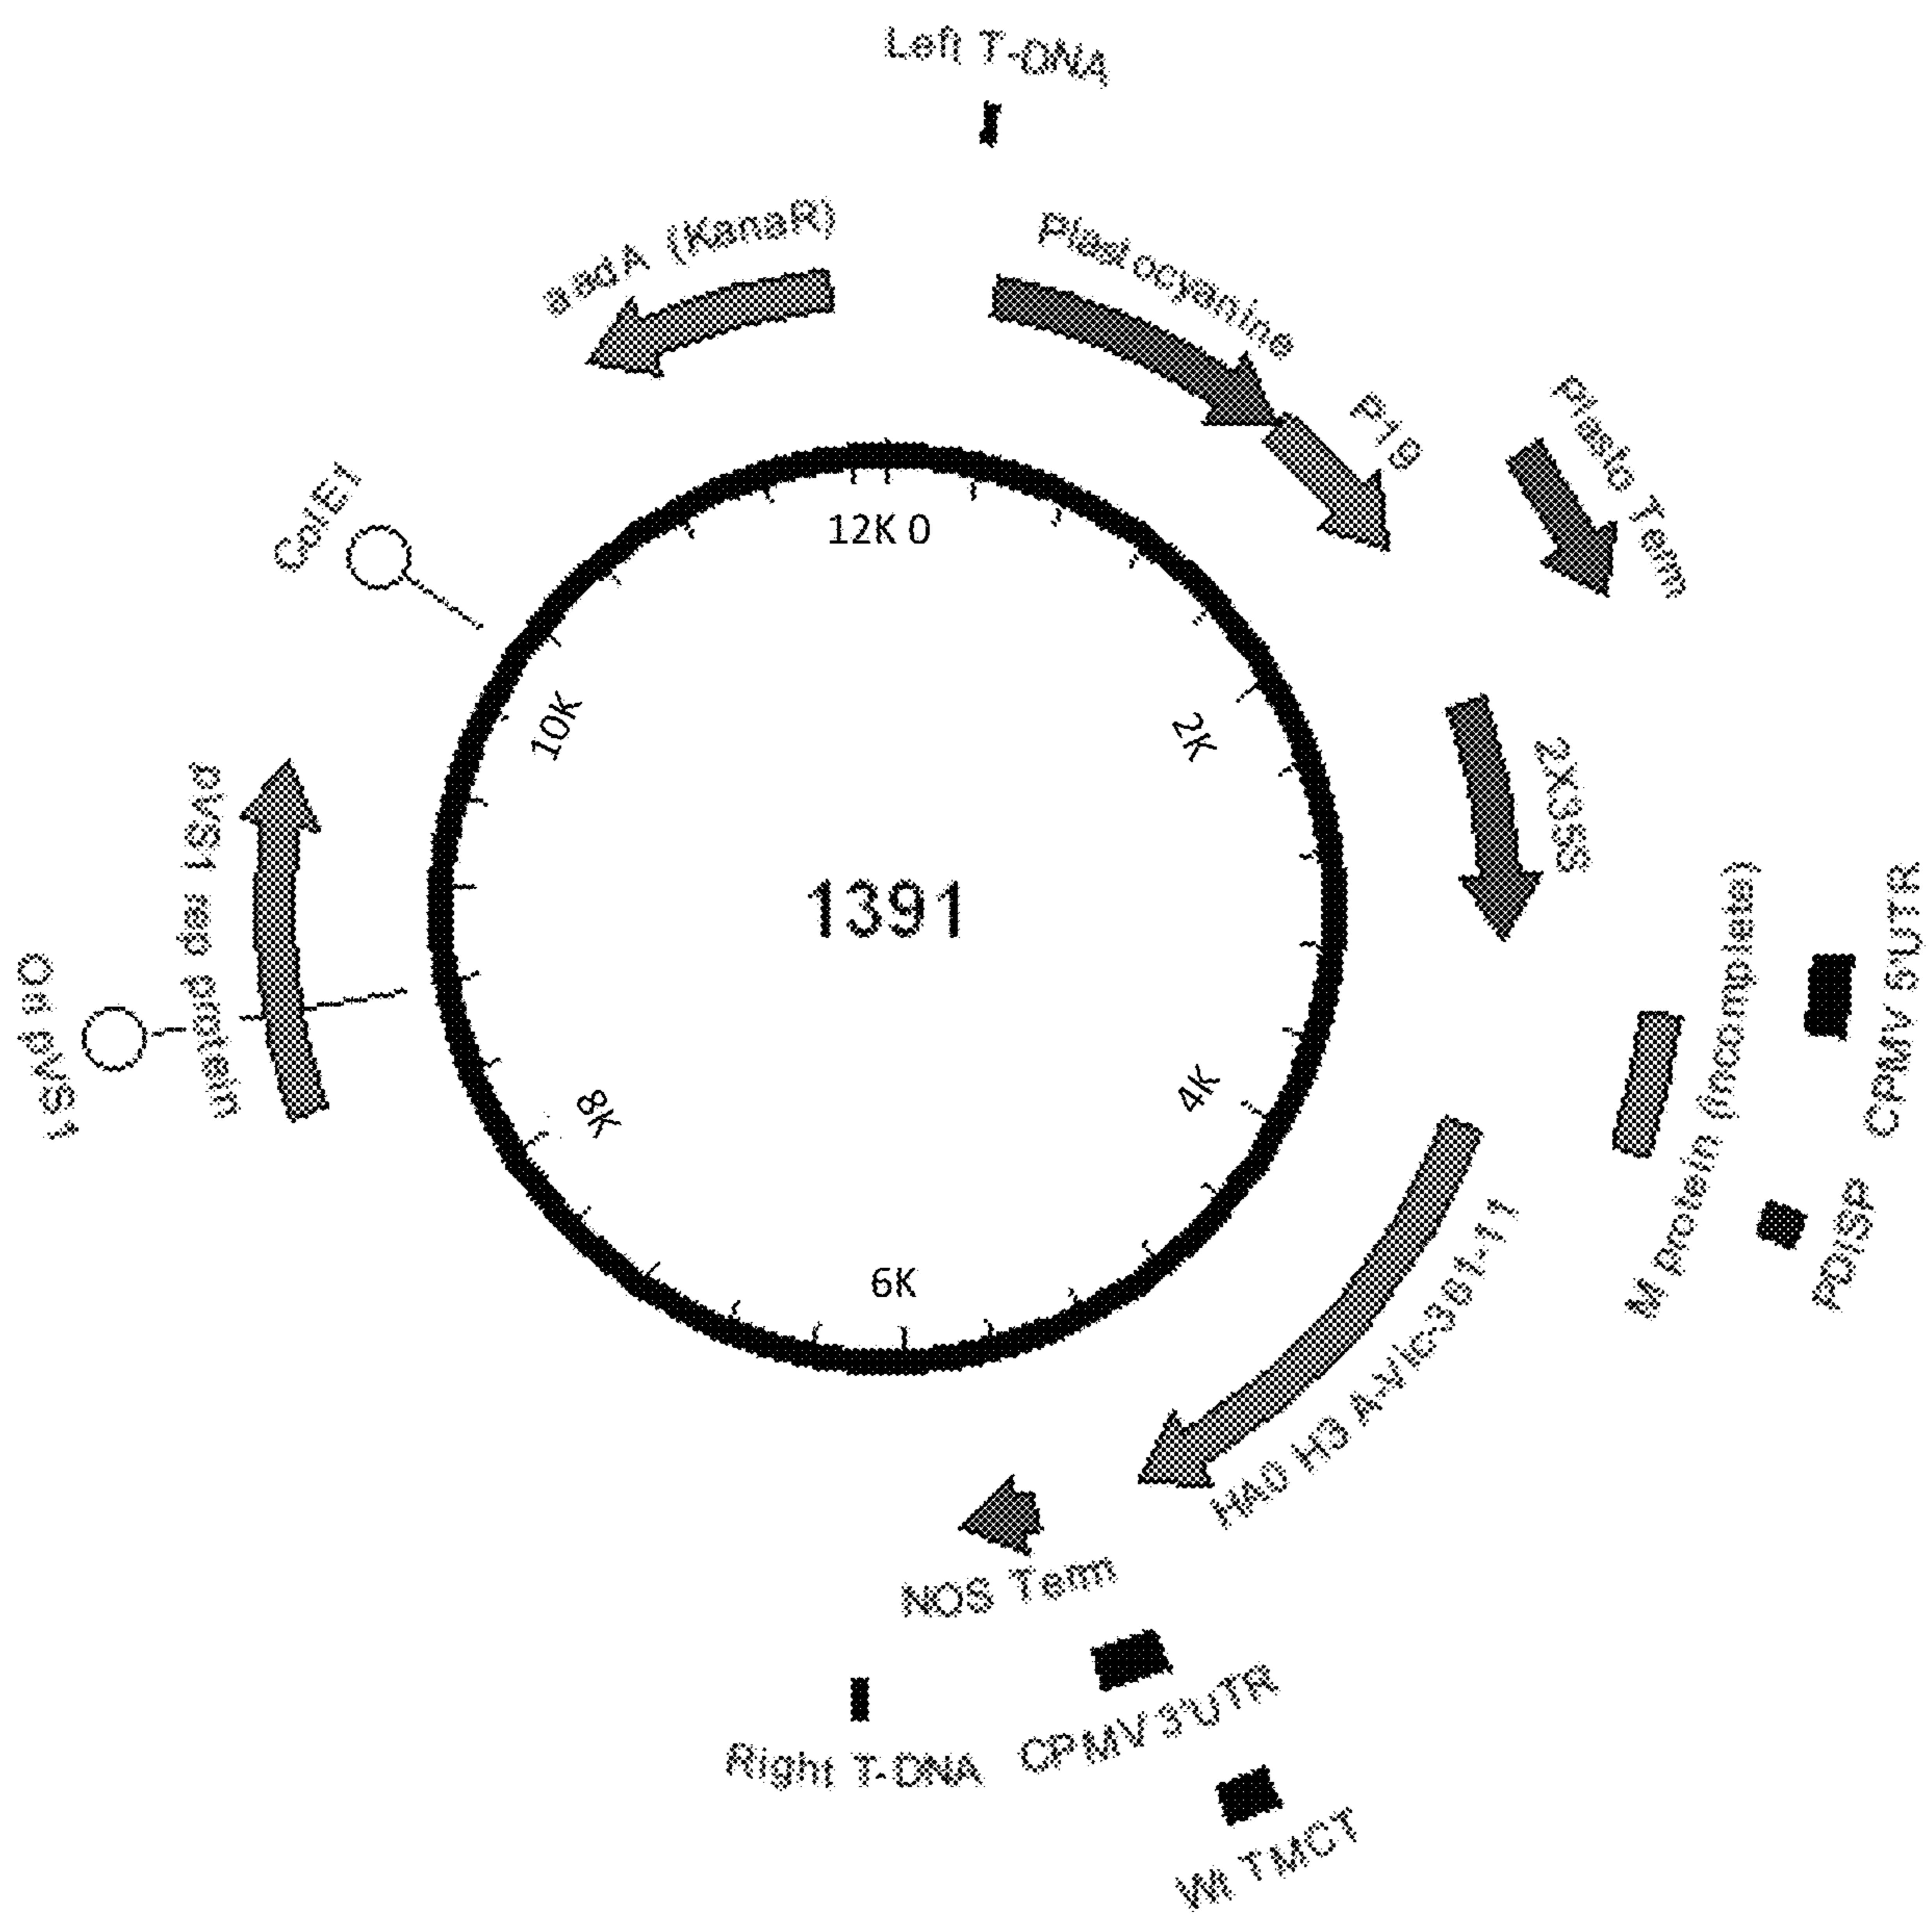 Left T-DNA
aadA (KanaR)
Plastocyanine
P19
Plasto Term
ColE1
12K 0
2K
10K
2X35S
1391
pVS1 rep protein
pVS1 ori
CPMV 5'UTR
M protein (incomplete)
PDISP
4K
8K
6K
HA0 H3 A-Vic-361-11
NOS Term
CPMV 3'UTR
Right T-DNA
Wt TMCT